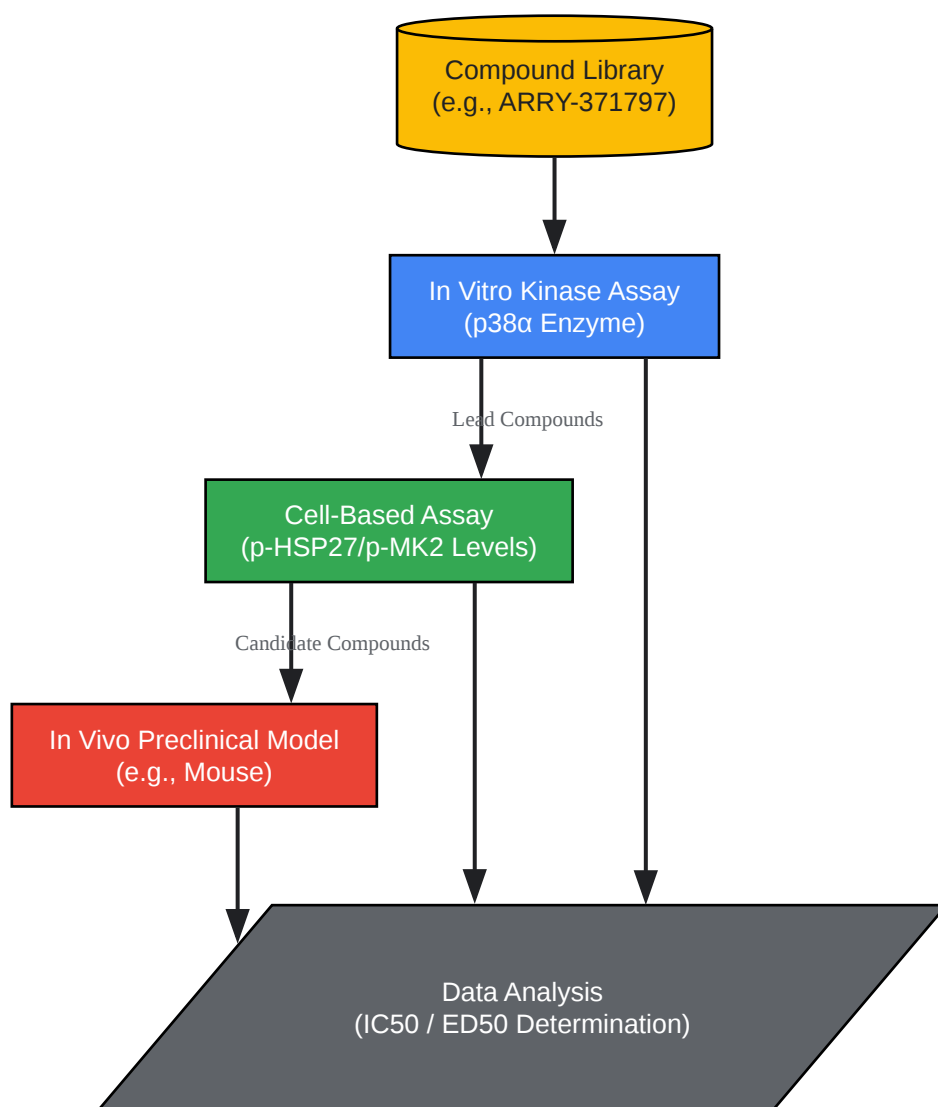 Compound Library
(e.g., ARRY-371797)
In Vitro Kinase Assay
(p38α Enzyme)
Lead Compounds
Cell-Based Assay
(p-HSP27/p-MK2 Levels)
Candidate Compounds
In Vivo Preclinical Model
(e.g., Mouse)
Data Analysis
(IC50 / ED50 Determination)